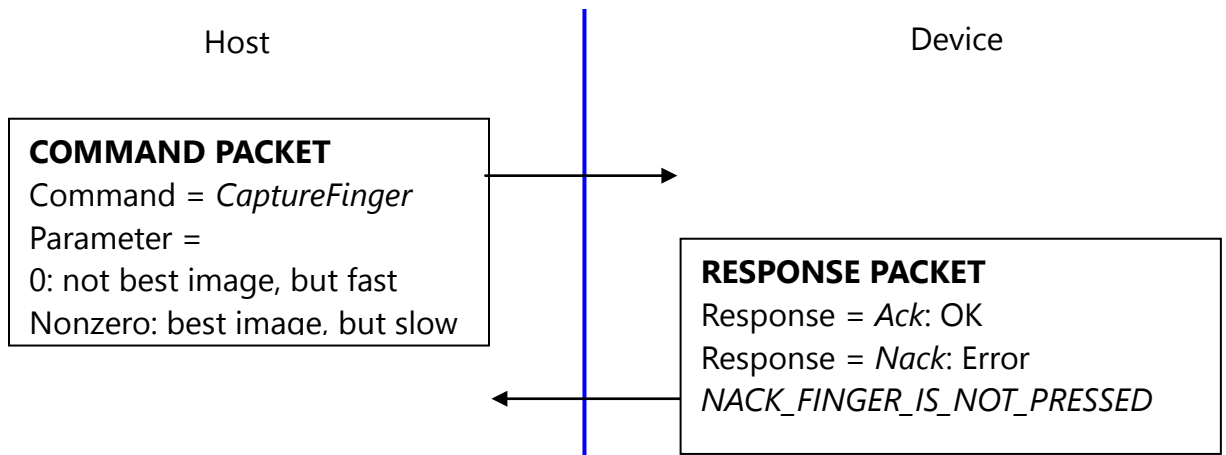 Host
Device
COMMAND PACKET
Command = CaptureFinger
Parameter =
0: not best image, but fast
Nonzero: best image, but slow
RESPONSE PACKET
Response = Ack: OK
Response = Nack: Error
NACK_FINGER_IS_NOT_PRESSED